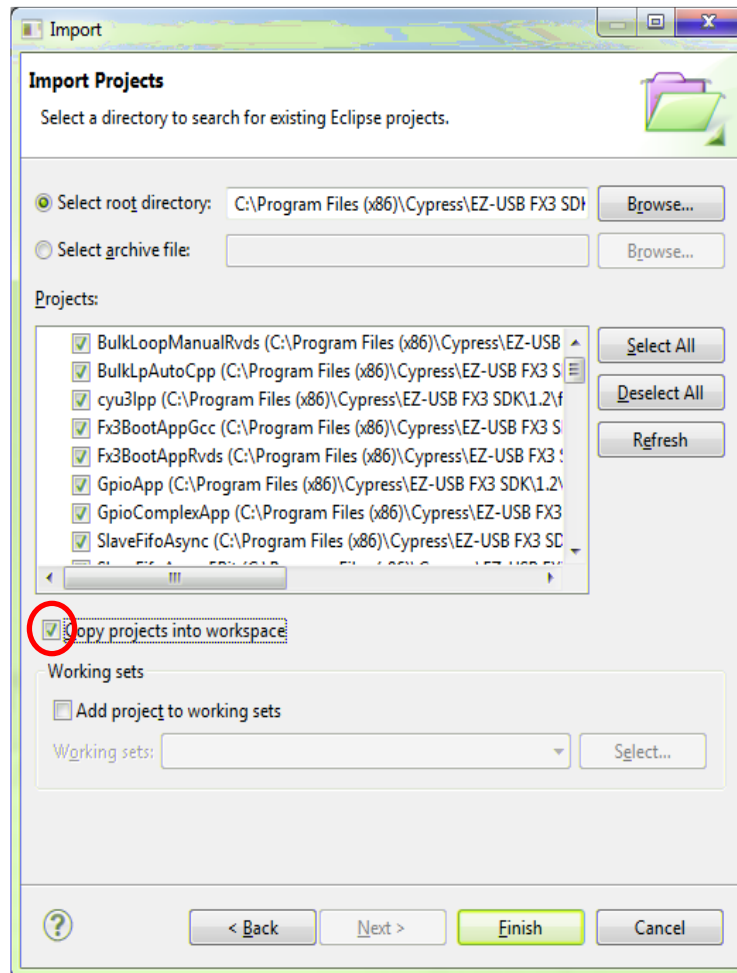 Import
Import Projects
Select a directory to search for existing Eclipse projects.
Select root directory: C:\Program Files (x86)\Cypress\EZ-USB FX3 SDK Browse...
Select archive file: Browse...
Projects:
BulkLoopManualRvds (C:\Program Files (x86)\Cypress\EZ-USB
BulkLpAutoCpp (C:\Program Files (x86)\Cypress\EZ-USB FX3 S
Select All
cyu3lpp (C:\Program Files (x86)\Cypress\EZ-USB FX3 SDK\1.2\f
Deselect All
Fx3BootAppGcc (C:\Program Files (x86)\Cypress\EZ-USB FX3 S
Fx3BootAppRvds (C:\Program Files (x86)\Cypress\EZ-USB FX3
Refresh
GpioApp (C:\Program Files (x86)\Cypress\EZ-USB FX3 SDK\1.2\
GpioComplexApp (C:\Program Files (x86)\Cypress\EZ-USB FX3
SlaveFifoAsync (C:\Program Files (x86)\Cypress\EZ-USB FX3 SD
Copy projects into workspace
Working sets
Add project to working sets
Working sets: Select...
? < Back Next > Finish Cancel